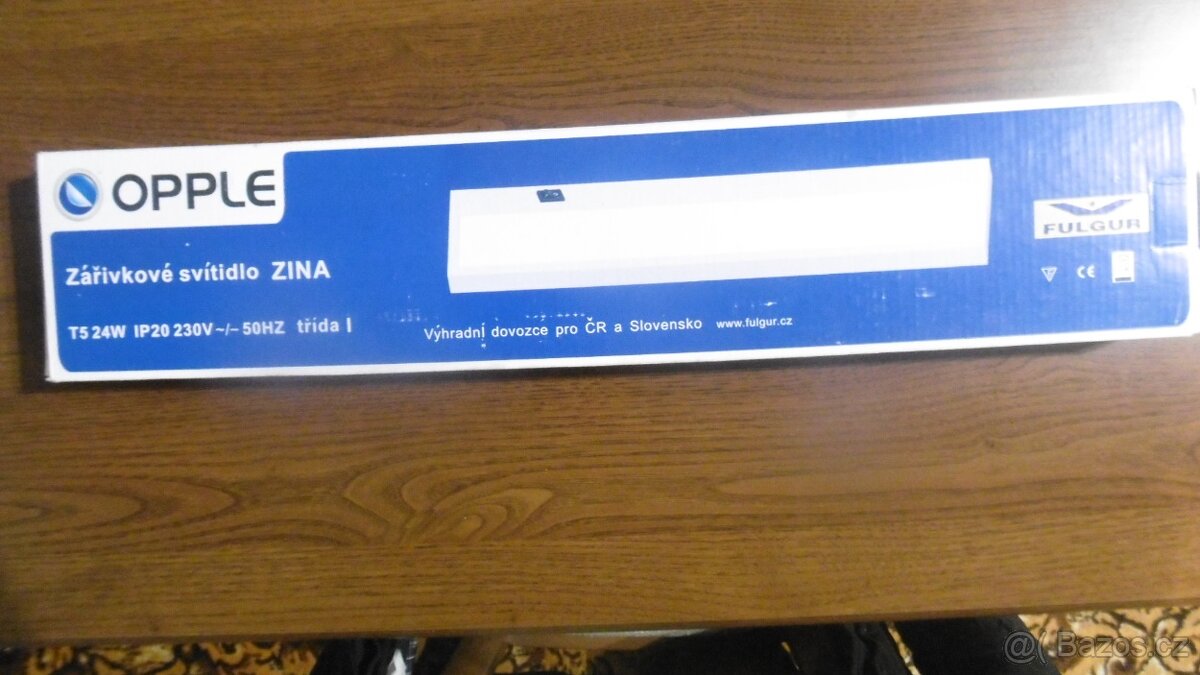 OPPLE
Zářivkové svítidlo ZINA
T5 24W IP20 230V ~/– 50HZ třída I
Výhradní dovozce pro ČR a Slovensko www.fulgur.cz
FULGUR
F
CE
@( Bazos.cz